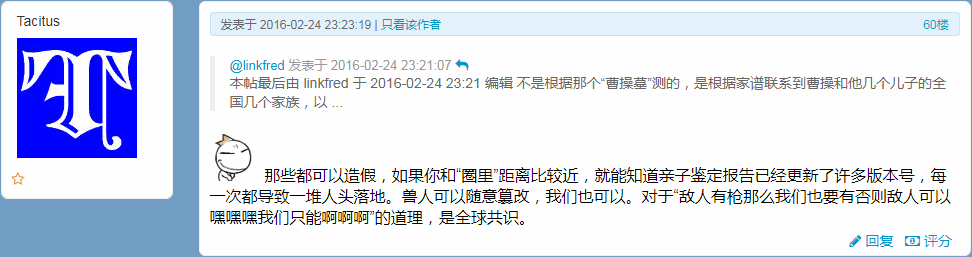 Tacitus
发表于 2016-02-24 23:23:19 | 只看该作者
60楼
@linkfred 发表于 2016-02-24 23:21:07
本帖最后由 linkfred 于 2016-02-24 23:21 编辑 不是根据那个“曹操墓”测的，是根据家谱联系到曹操和他几个儿子的全
国几个家族，以 ...
那些都可以造假，如果你和“圈里”距离比较近，就能知道亲子鉴定报告已经更新了许多版本号，每
一次都导致一堆人头落地。兽人可以随意篡改，我们也可以。对于“敌人有枪那么我们也要有否则敌人可以
嘿嘿嘿我们只能啊啊啊”的道理，是全球共识。
回复 评分